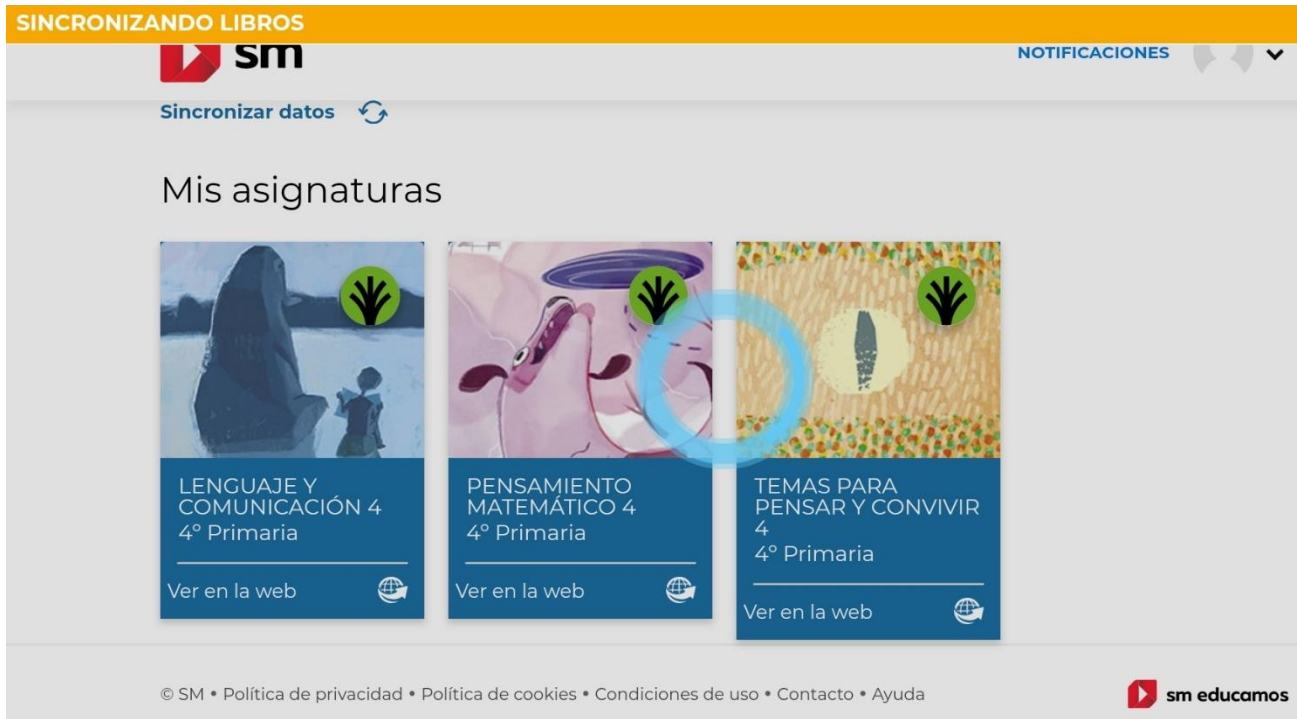 SINCRONIZANDO LIBROS
sm
NOTIFICACIONES
Sincronizar datos
Mis asignaturas
LENGUAJE Y
COMUNICACIÓN 4
4º Primaria
Ver en la web
PENSAMIENTO
MATEMÁTICO 4
4º Primaria
Ver en la web
TEMAS PARA
PENSAR Y CONVIVIR
4
4º Primaria
Ver en la web
© SM • Política de privacidad • Política de cookies • Condiciones de uso • Contacto • Ayuda
sm educamos